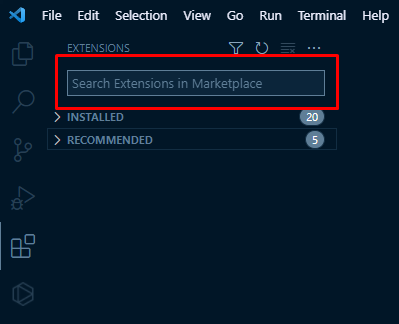 File Edit Selection View Go Run Terminal Help
EXTENSIONS
Search Extensions in Marketplace
INSTALLED 20
RECOMMENDED 5